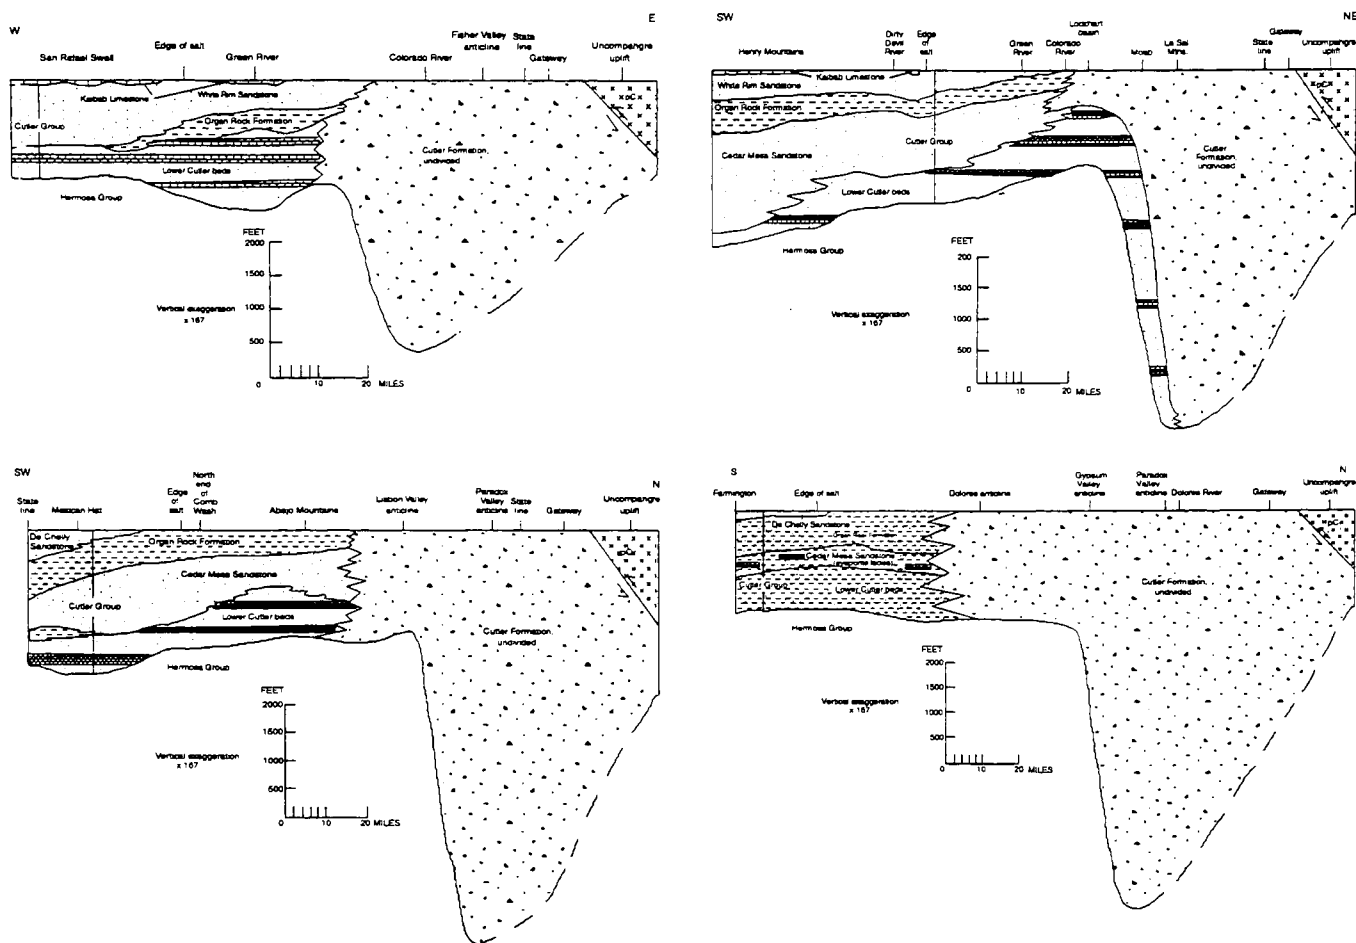 W
E
San Rafael Swell
Edge of salt
Green River
Colorado River
Fisher Valley
anticline
State
line
Gateway
Uncompahgre
uplift
Kaibab Limestone
White Rim Sandstone
Organ Rock Formation
Cutler Group
Lower Cutler beds
Hermosa Group
Cutler Formation,
undivided
pC
FEET
2000
1500
1000
500
0
10
20 MILES
Vertical exaggeration
x 167
SW
NE
Henry Mountains
Dirty
Devil
River
Edge
of
salt
Green
River
Colorado
River
Lockhart
basin
Moab
La Sal
Mtns.
State
line
Gateway
Uncompahgre
uplift
Kaibab Limestone
White Rim Sandstone
Organ Rock Formation
Cutler Group
Cedar Mesa Sandstone
Lower Cutler beds
Hermosa Group
Cutler
Formation,
undivided
pC
FEET
200
1500
1000
500
0
10
20 MILES
Vertical exaggeration
x 167
SW
N
State
line
Mexican Hat
Edge
of
salt
North
end
of
Comb
Wash
Abajo Mountains
Lisbon Valley
anticline
Paradox
Valley
anticline
State
line
Gateway
Uncompahgre
uplift
De Chelly
Sandstone
Organ Rock Formation
Cedar Mesa Sandstone
Cutler Group
Lower Cutler beds
Hermosa Group
Cutler Formation,
undivided
pC
FEET
2000
1500
1000
500
0
10
20 MILES
Vertical exaggeration
x 167
S
N
Farmington
Edge of salt
Dolores anticline
Gypsum
Valley
anticline
Paradox
Valley
anticline
Dolores River
Gateway
Uncompahgre
uplift
De Chelly Sandstone
Cedar Mesa Sandstone
Cutler Group
Lower Cutler beds
Hermosa Group
Cutler Formation,
undivided
pC
FEET
2000
1500
1000
500
0
10
20 MILES
Vertical exaggeration
x 167